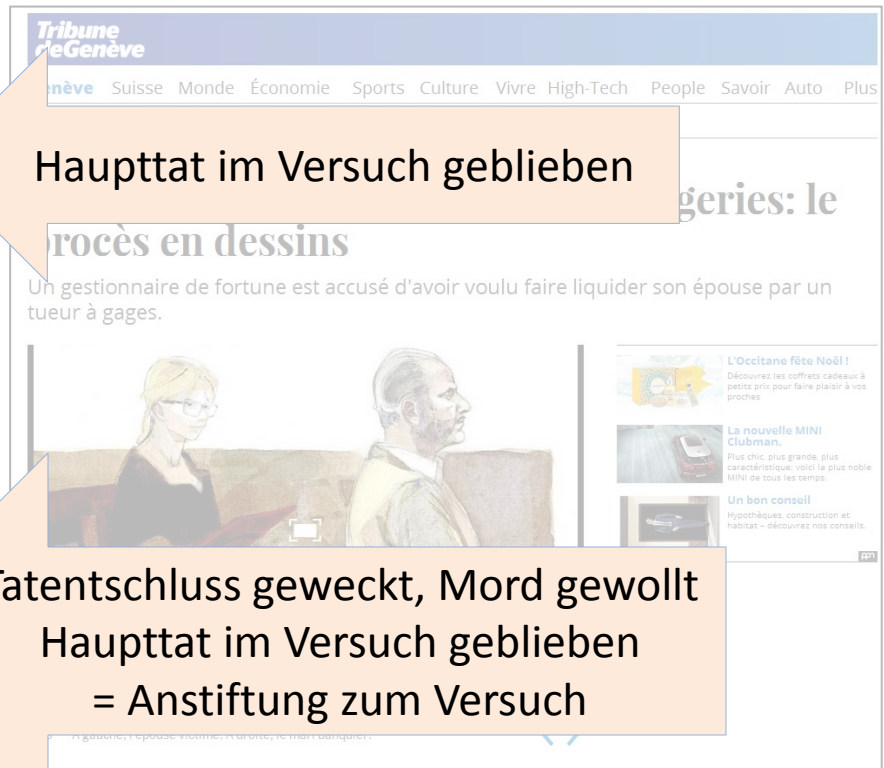 Tribune
deGenève
enève Suisse Monde Économie Sports Culture Vivre High-Tech People Savoir Auto Plus
Haupttat im Versuch geblieben
geries: le
procès en dessins
Un gestionnaire de fortune est accusé d'avoir voulu faire liquider son épouse par un
tueur à gages.
L'Occitane fête Noël !
Découvrez les coffrets cadeaux à
petits prix pour faire plaisir à vos
proches
La nouvelle MINI
Clubman.
Plus chic, plus grande, plus
caractéristique: voici la plus noble
MINI de tous les temps.
Un bon conseil
Hypothèques, construction et
habitat – découvrez nos conseils.
Tatentschluss geweckt, Mord gewollt
Haupttat im Versuch geblieben
= Anstiftung zum Versuch
A gauche, l'épouse victime. A droite, le mari banquier.